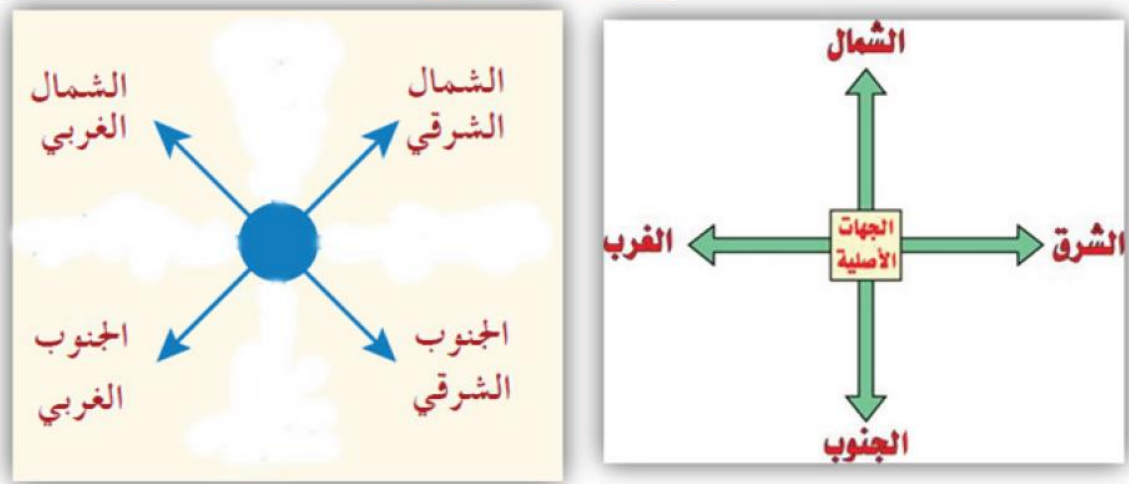 الشمال
الشرق
الجهات
الأصلية
الغرب
الجنوب
الشمال
الشرقي
الشمال
الغربي
الجنوب
الشرقي
الجنوب
الغربي